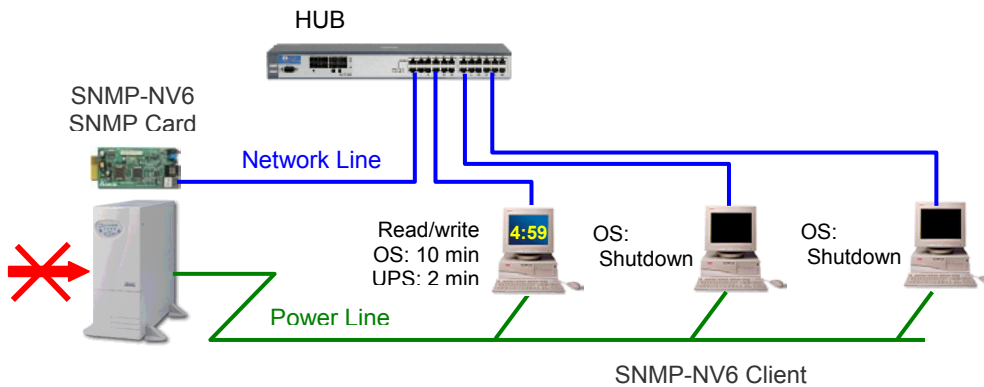 HUB
SNMP-NV6
SNMP Card
Network Line
Read/write
OS: 10 min
UPS: 2 min
4:59
OS:
Shutdown
OS:
Shutdown
Power Line
SNMP-NV6 Client